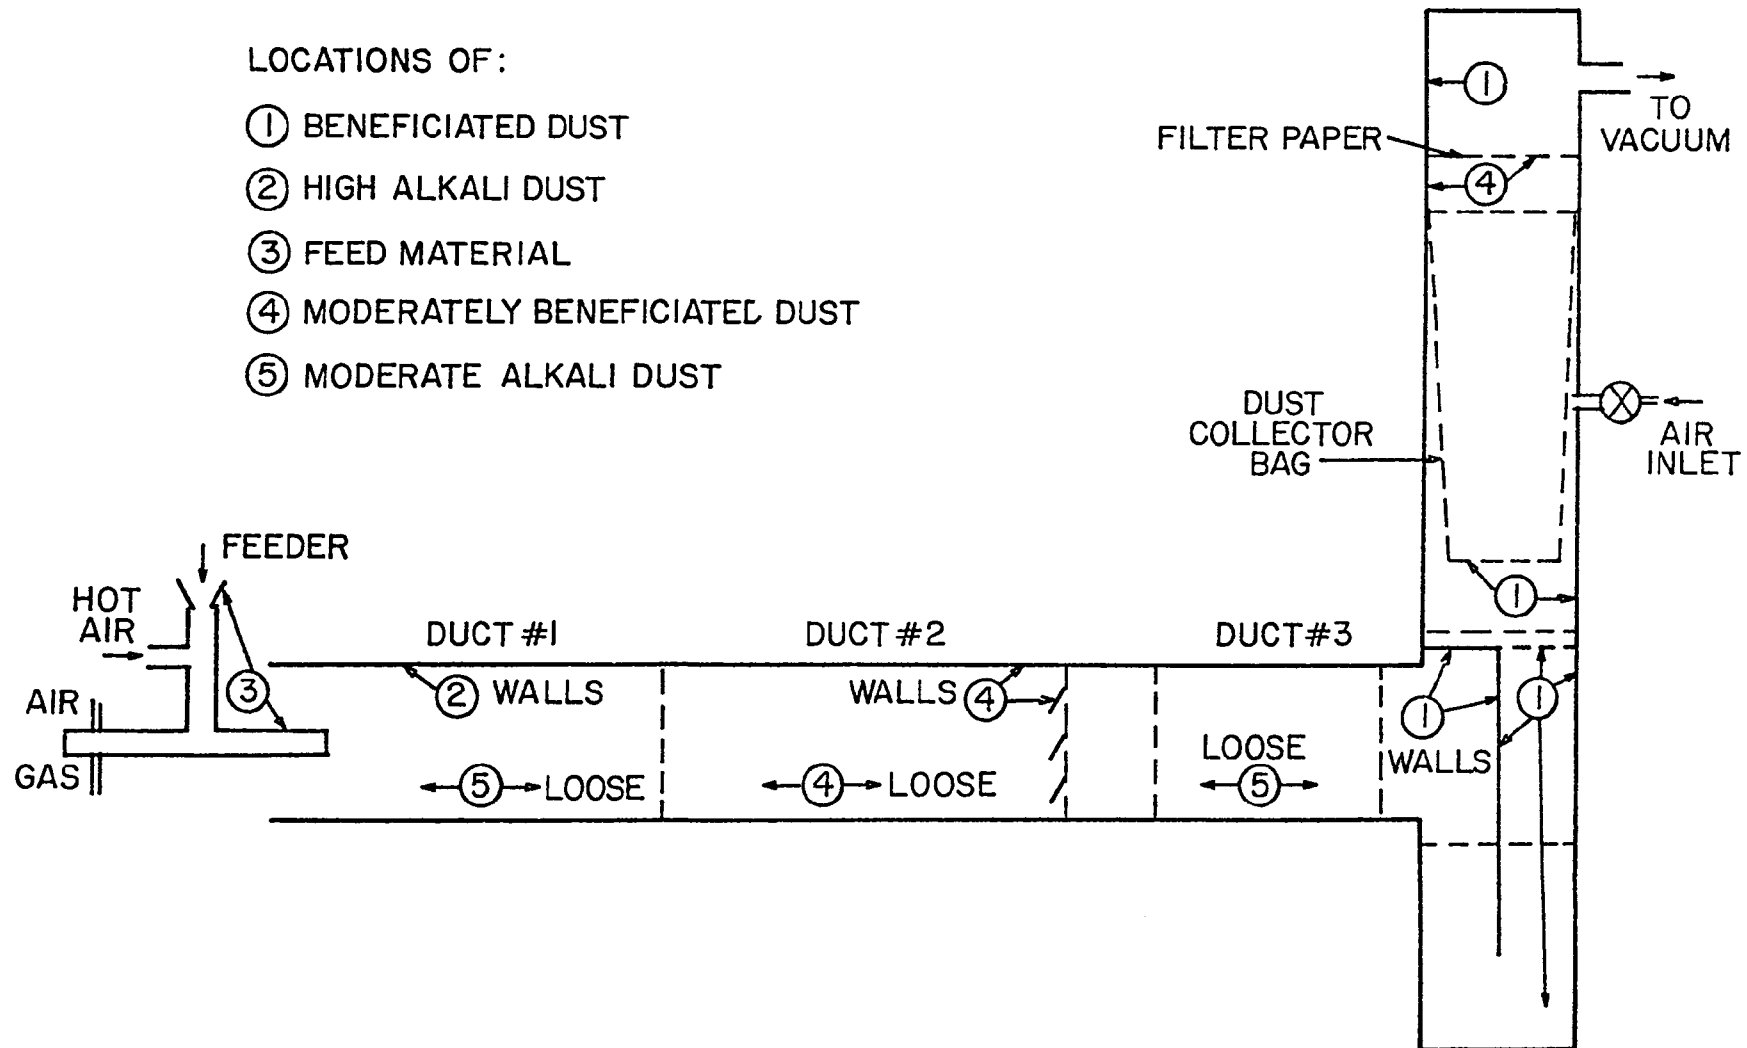 LOCATIONS OF:
① BENEFICIATED DUST
② HIGH ALKALI DUST
③ FEED MATERIAL
④ MODERATELY BENEFICIATED DUST
⑤ MODERATE ALKALI DUST
①
TO
VACUUM
FILTER PAPER
④
DUST
COLLECTOR
BAG
AIR
INLET
FEEDER
HOT
AIR
①
DUCT #1
DUCT #2
DUCT #3
③
② WALLS
WALLS ④
①
①
AIR
GAS
LOOSE
WALLS
⑤ LOOSE
④ LOOSE
⑤